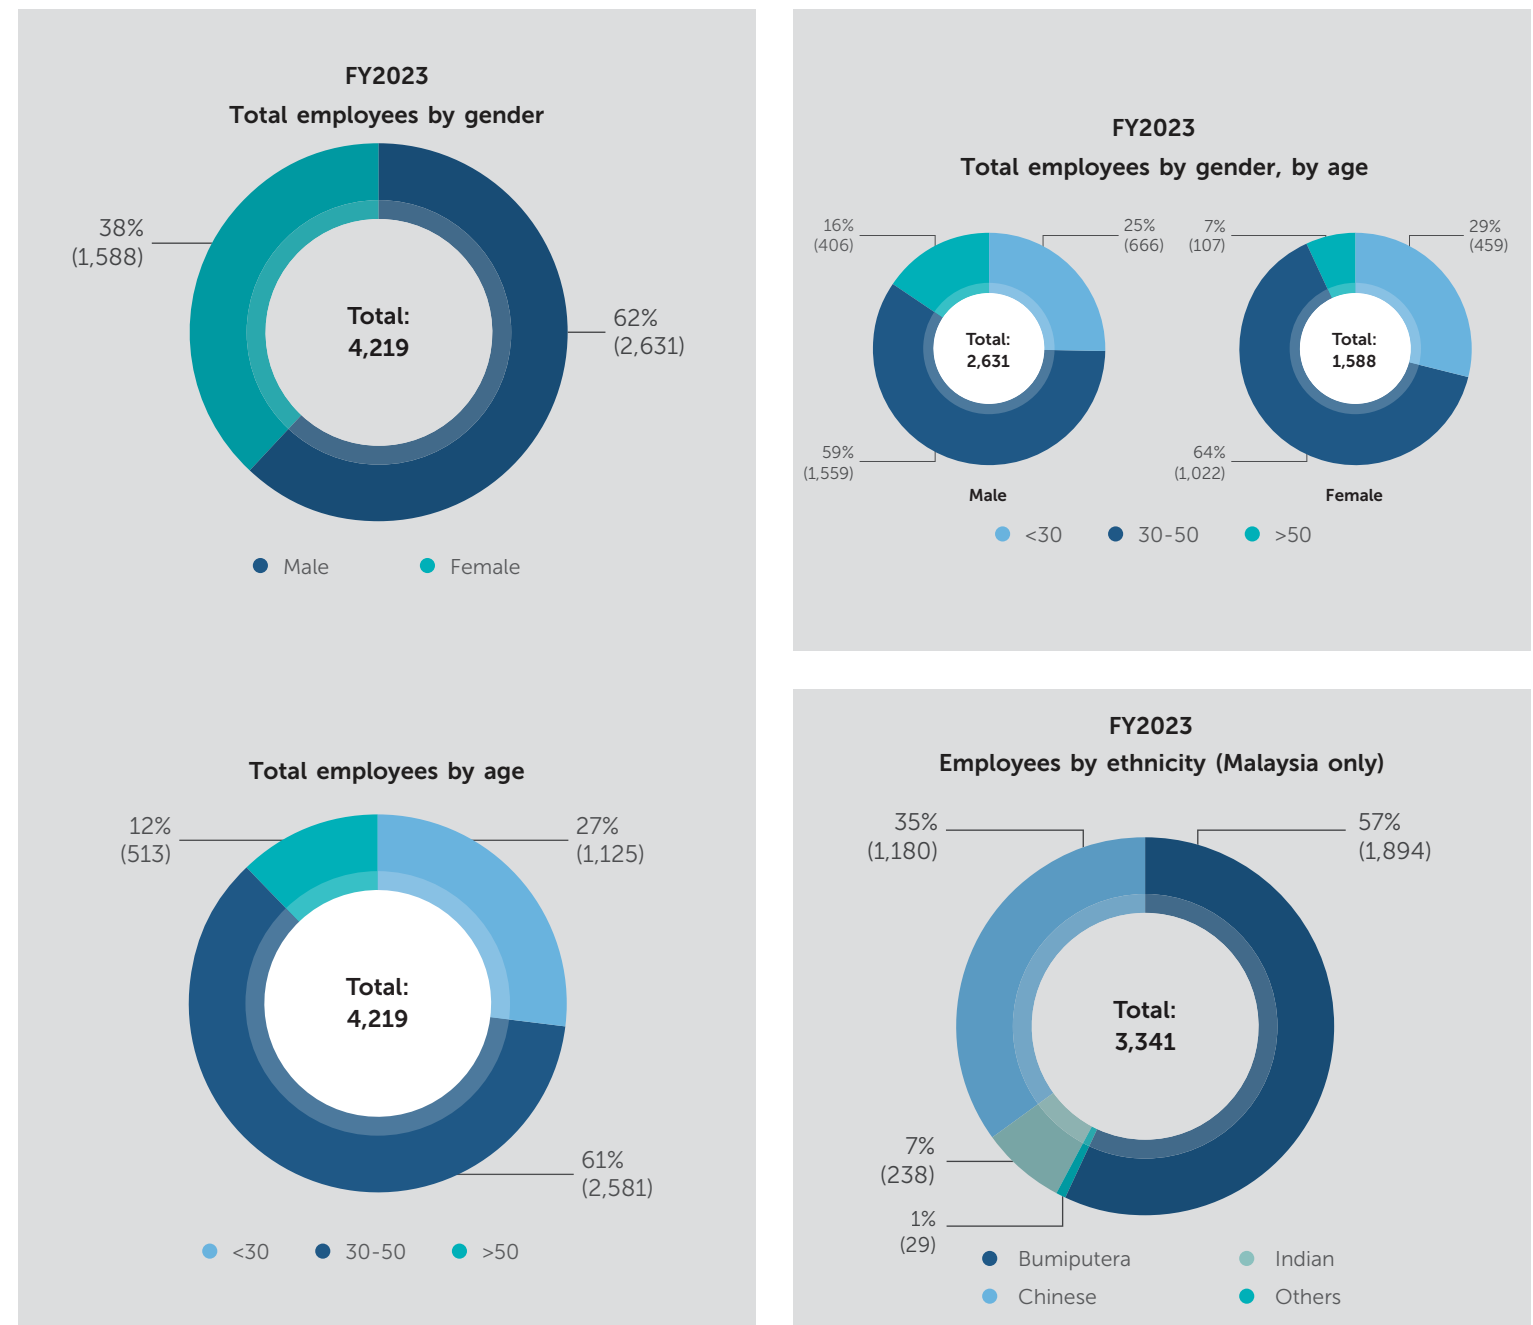 FY2023
Total employees by gender
38%
(1,588)
Total:
4,219
62%
(2,631)
Male
Female
Total employees by age
12%
(513)
27%
(1,125)
Total:
4,219
61%
(2,581)
<30
30-50
>50
FY2023
Total employees by gender, by age
16%
(406)
25%
(666)
Total:
2,631
59%
(1,559)
Male
7%
(107)
29%
(459)
Total:
1,588
64%
(1,022)
Female
<30
30-50
>50
FY2023
Employees by ethnicity (Malaysia only)
35%
(1,180)
57%
(1,894)
Total:
3,341
7%
(238)
1%
(29)
Bumiputera
Indian
Chinese
Others